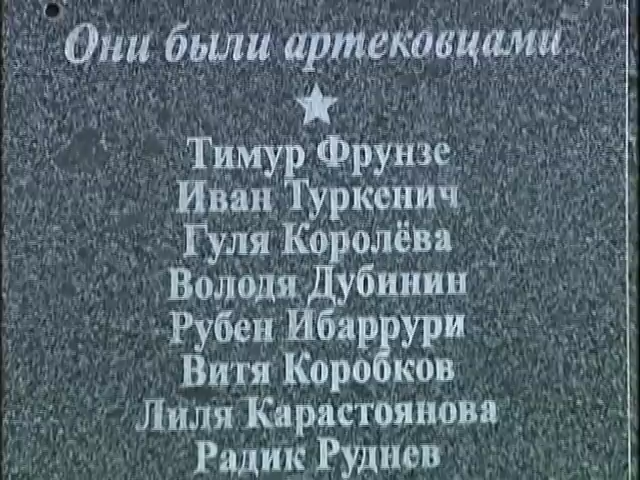 Они были артековцами
Тимур Фрунзе
Иван Туркенич
Гуля Королёва
Володя Дубинин
Рубен Ибаррури
Витя Коробков
Лиля Карастоянова
Радик Руднев